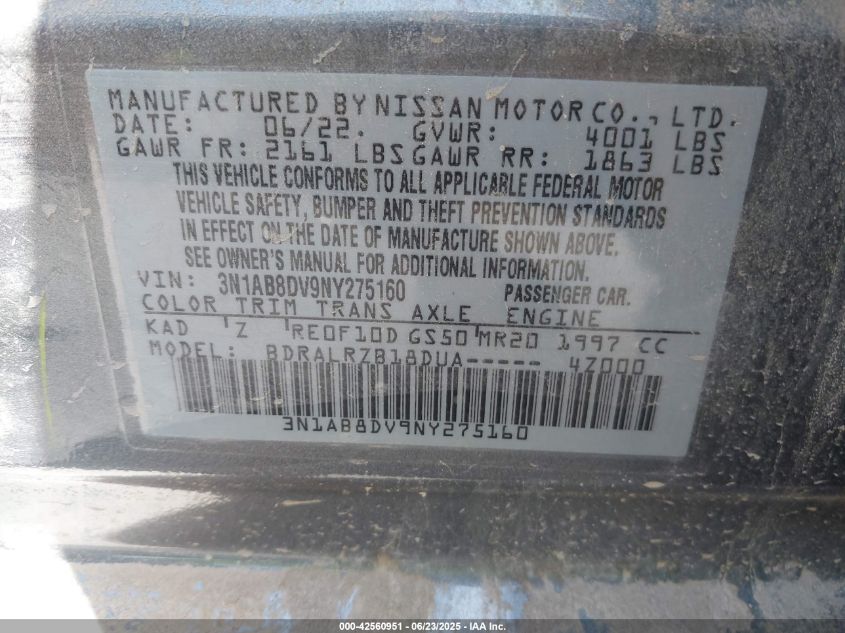 MANUFACTURED BY NISSAN MOTOR CO., LTD.
DATE: 06/22. GVWR: 4001 LBS
GAWR FR: 2161 LBS GAWR RR: 1863 LBS
THIS VEHICLE CONFORMS TO ALL APPLICABLE FEDERAL MOTOR
VEHICLE SAFETY, BUMPER AND THEFT PREVENTION STANDARDS
IN EFFECT ON THE DATE OF MANUFACTURE SHOWN ABOVE.
SEE OWNER'S MANUAL FOR ADDITIONAL INFORMATION.
VIN: 3N1AB8DV9NY275160 PASSENGER CAR.
COLOR TRIM TRANS AXLE ENGINE
KAD Z RE0F10D GS50 MR20 1997 CC
MODEL: BDRALRZB18DUA----- 4Z000
3N1AB8DV9NY275160
000-42560951 - 06/23/2025 - IAA Inc.